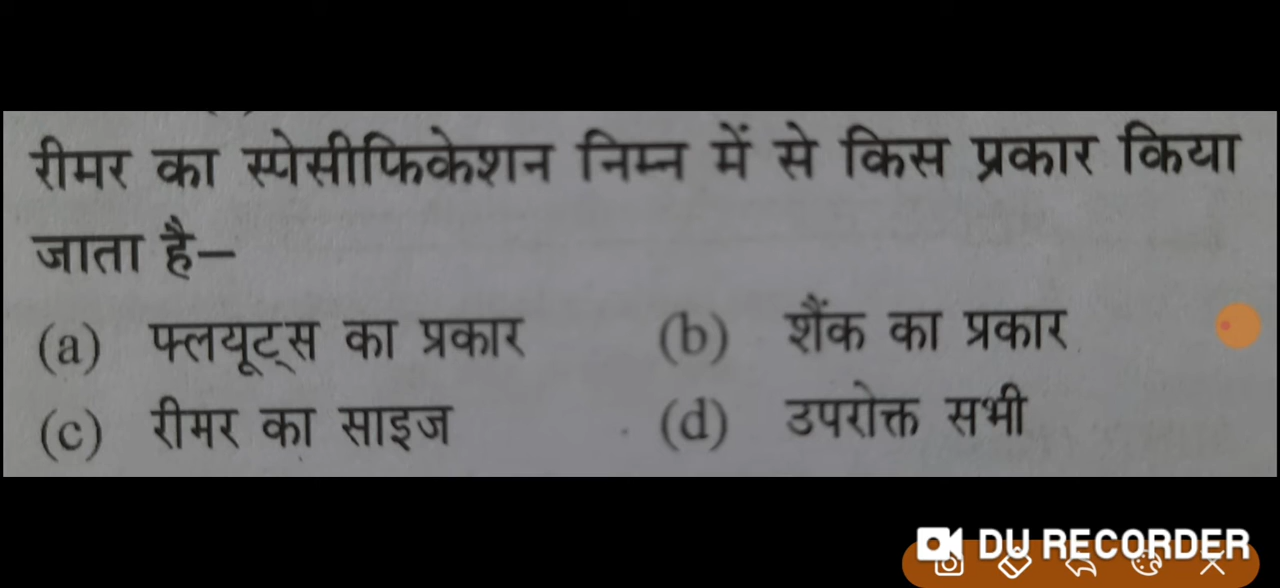 रीमर का स्पेसीफिकेशन निम्न में से किस प्रकार किया
जाता है–
(a) फ्लयूट्स का प्रकार (b) शैंक का प्रकार
(c) रीमर का साइज (d) उपरोक्त सभी
DU RECORDER